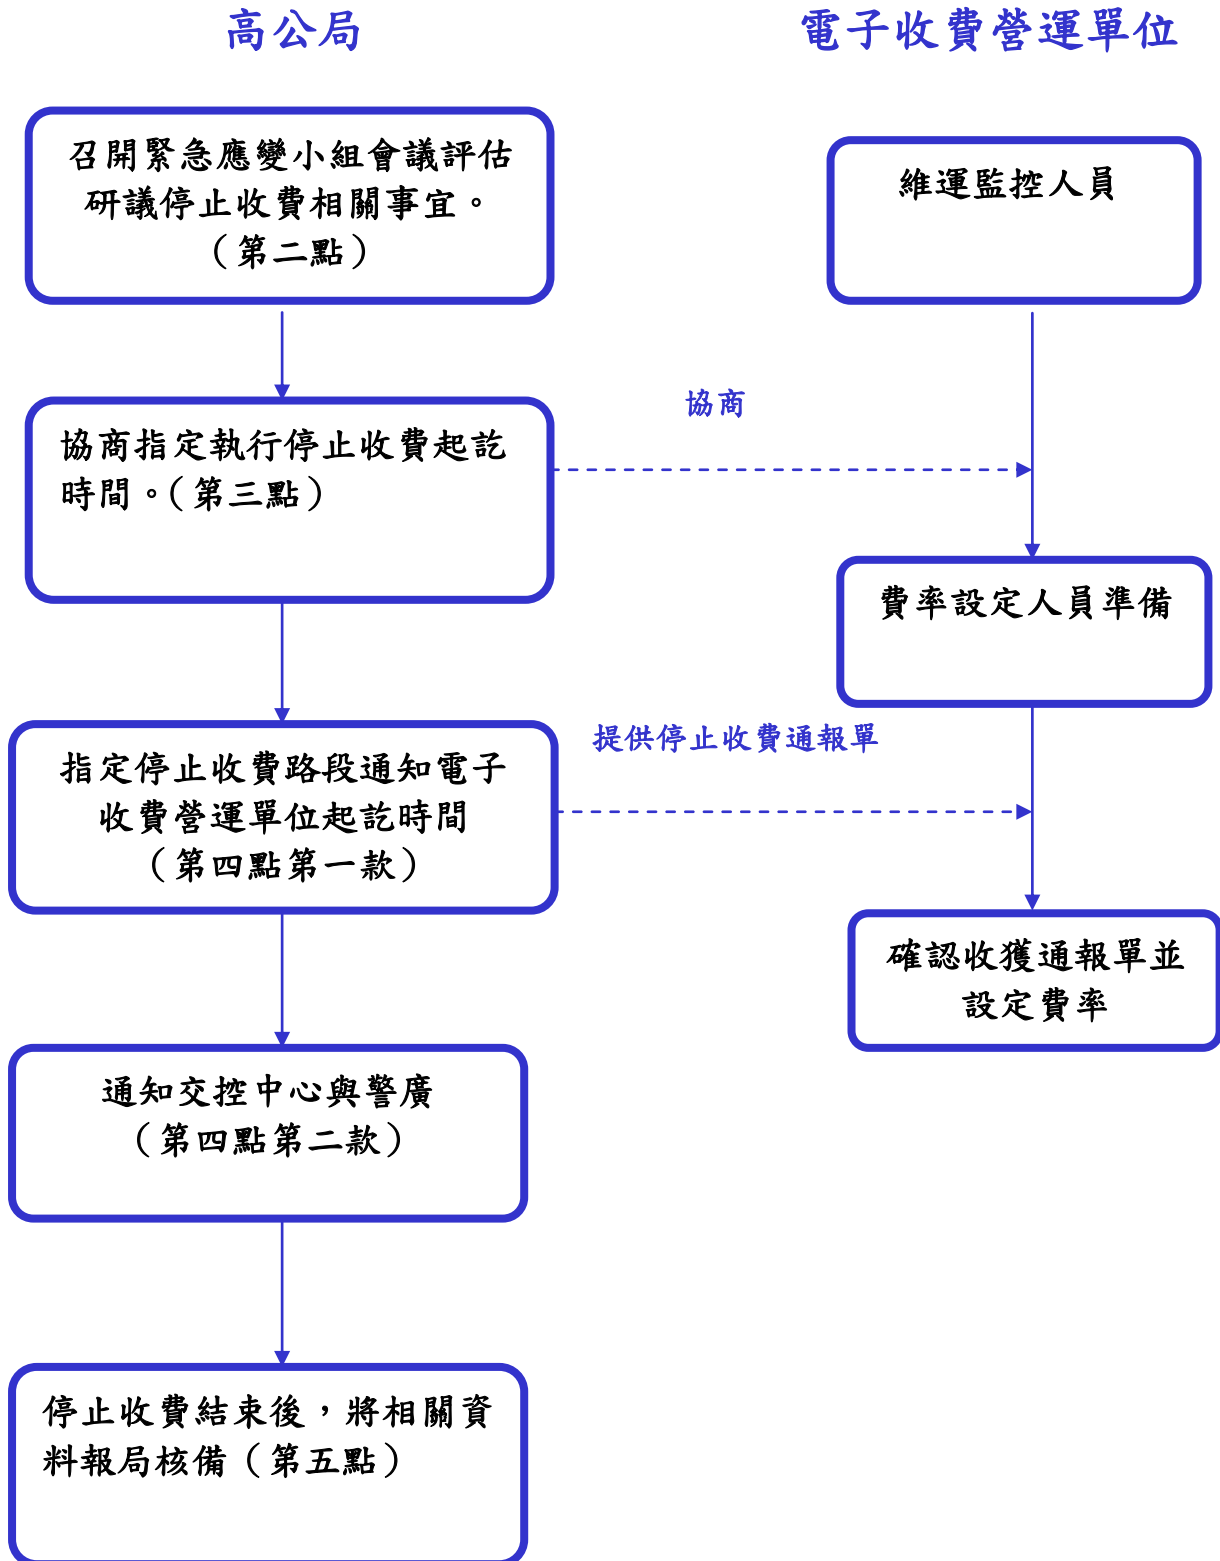 高公局
電子收費營運單位
召開緊急應變小組會議評估
研議停止收費相關事宜。
（第二點）
維運監控人員
協商
協商指定執行停止收費起訖
時間。（第三點）
費率設定人員準備
提供停止收費通報單
指定停止收費路段通知電子
收費營運單位起訖時間
（第四點第一款）
確認收獲通報單並
設定費率
通知交控中心與警廣
（第四點第二款）
停止收費結束後，將相關資
料報局核備（第五點）